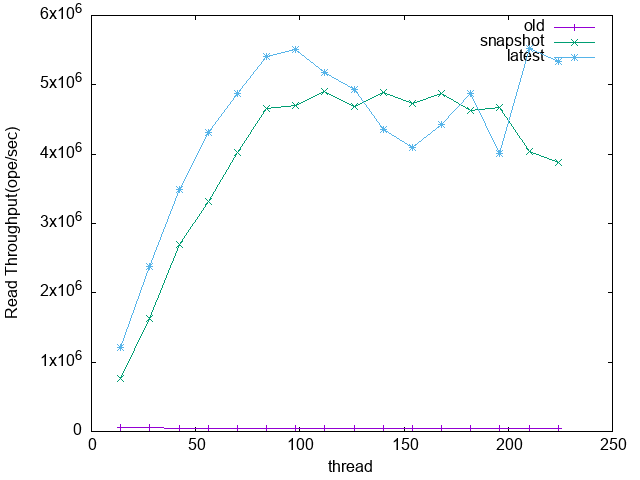 Read Throughput(ope/sec)
6x10^6
5x10^6
4x10^6
3x10^6
2x10^6
1x10^6
0
0 50 100 150 200 250
thread
old
snapshot
latest